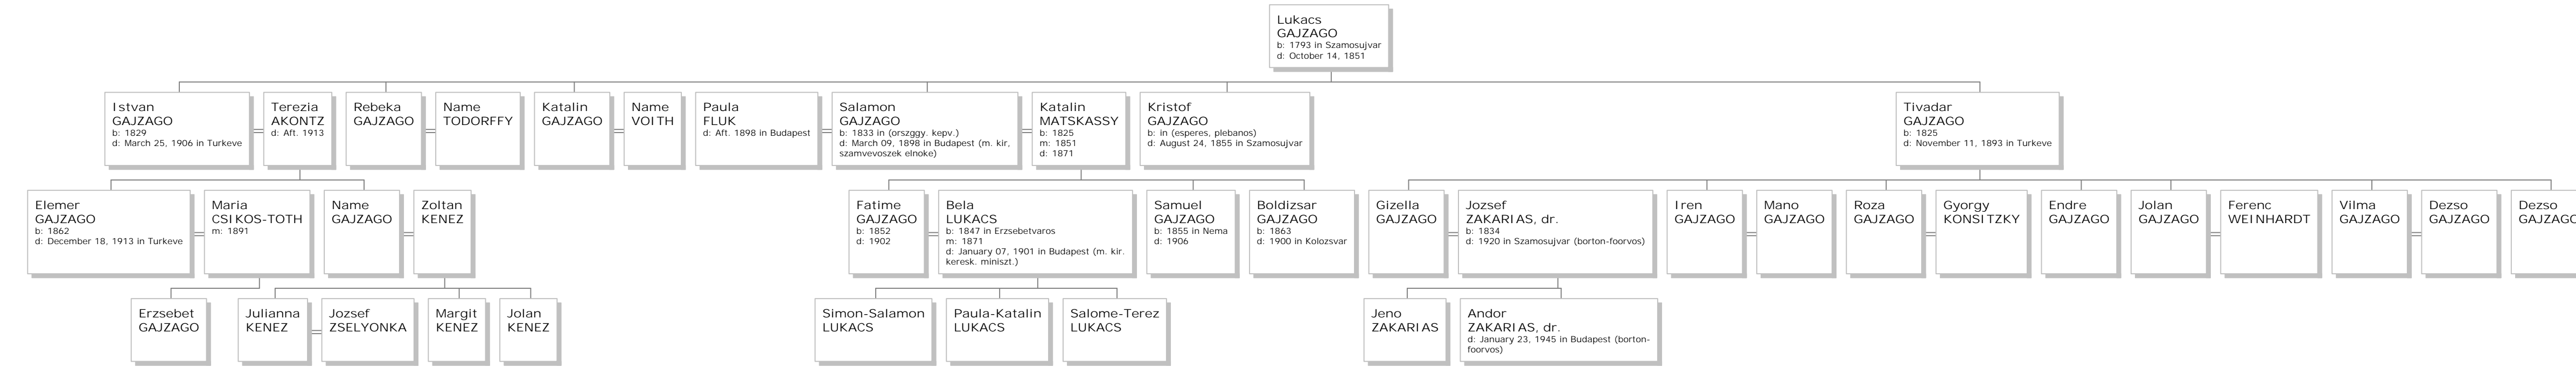 Lukacs
GAJZAGO
b: 1793 in Szamosujvar
d: October 14, 1851
Istvan
GAJZAGO
b: 1829
d: March 25, 1906 in Turkeve
Terezia
AKONTZ
d: Aft. 1913
Rebeka
GAJZAGO
Name
TODORFFY
Katalin
GAJZAGO
Name
VOITH
Paula
FLUK
d: Aft. 1898 in Budapest
Salamon
GAJZAGO
b: 1833 in (orszggy. kepv.)
d: March 09, 1898 in Budapest (m. kir,
szamvevoszek elnoke)
Katalin
MATSKASSY
b: 1825
m: 1851
d: 1871
Kristof
GAJZAGO
b: in (esperes, plebanos)
d: August 24, 1855 in Szamosujvar
Tivadar
GAJZAGO
b: 1825
d: November 11, 1893 in Turkeve
Elemer
GAJZAGO
b: 1862
d: December 18, 1913 in Turkeve
Maria
CSIKOS-TOTH
m: 1891
Name
GAJZAGO
Zoltan
KENEZ
Fatime
GAJZAGO
b: 1852
d: 1902
Bela
LUKACS
b: 1847 in Erzsebetvaros
m: 1871
d: January 07, 1901 in Budapest (m. kir.
keresk. miniszt.)
Samuel
GAJZAGO
b: 1855 in Nema
d: 1906
Boldizsar
GAJZAGO
b: 1863
d: 1900 in Kolozsvar
Gizella
GAJZAGO
Jozsef
ZAKARIAS, dr.
b: 1834
d: 1920 in Szamosujvar (borton-foorvos)
Iren
GAJZAGO
Mano
GAJZAGO
Roza
GAJZAGO
Gyorgy
KONSITZKY
Endre
GAJZAGO
Jolan
GAJZAGO
Ferenc
WEINHARDT
Vilma
GAJZAGO
Dezso
GAJZAGO
Dezso
GAJZAGO
Erzsebet
GAJZAGO
Julianna
KENEZ
Jozsef
ZSELYONKA
Margit
KENEZ
Jolan
KENEZ
Simon-Salamon
LUKACS
Paula-Katalin
LUKACS
Salome-Terez
LUKACS
Jeno
ZAKARIAS
Andor
ZAKARIAS, dr.
d: January 23, 1945 in Budapest (borton-
foorvos)